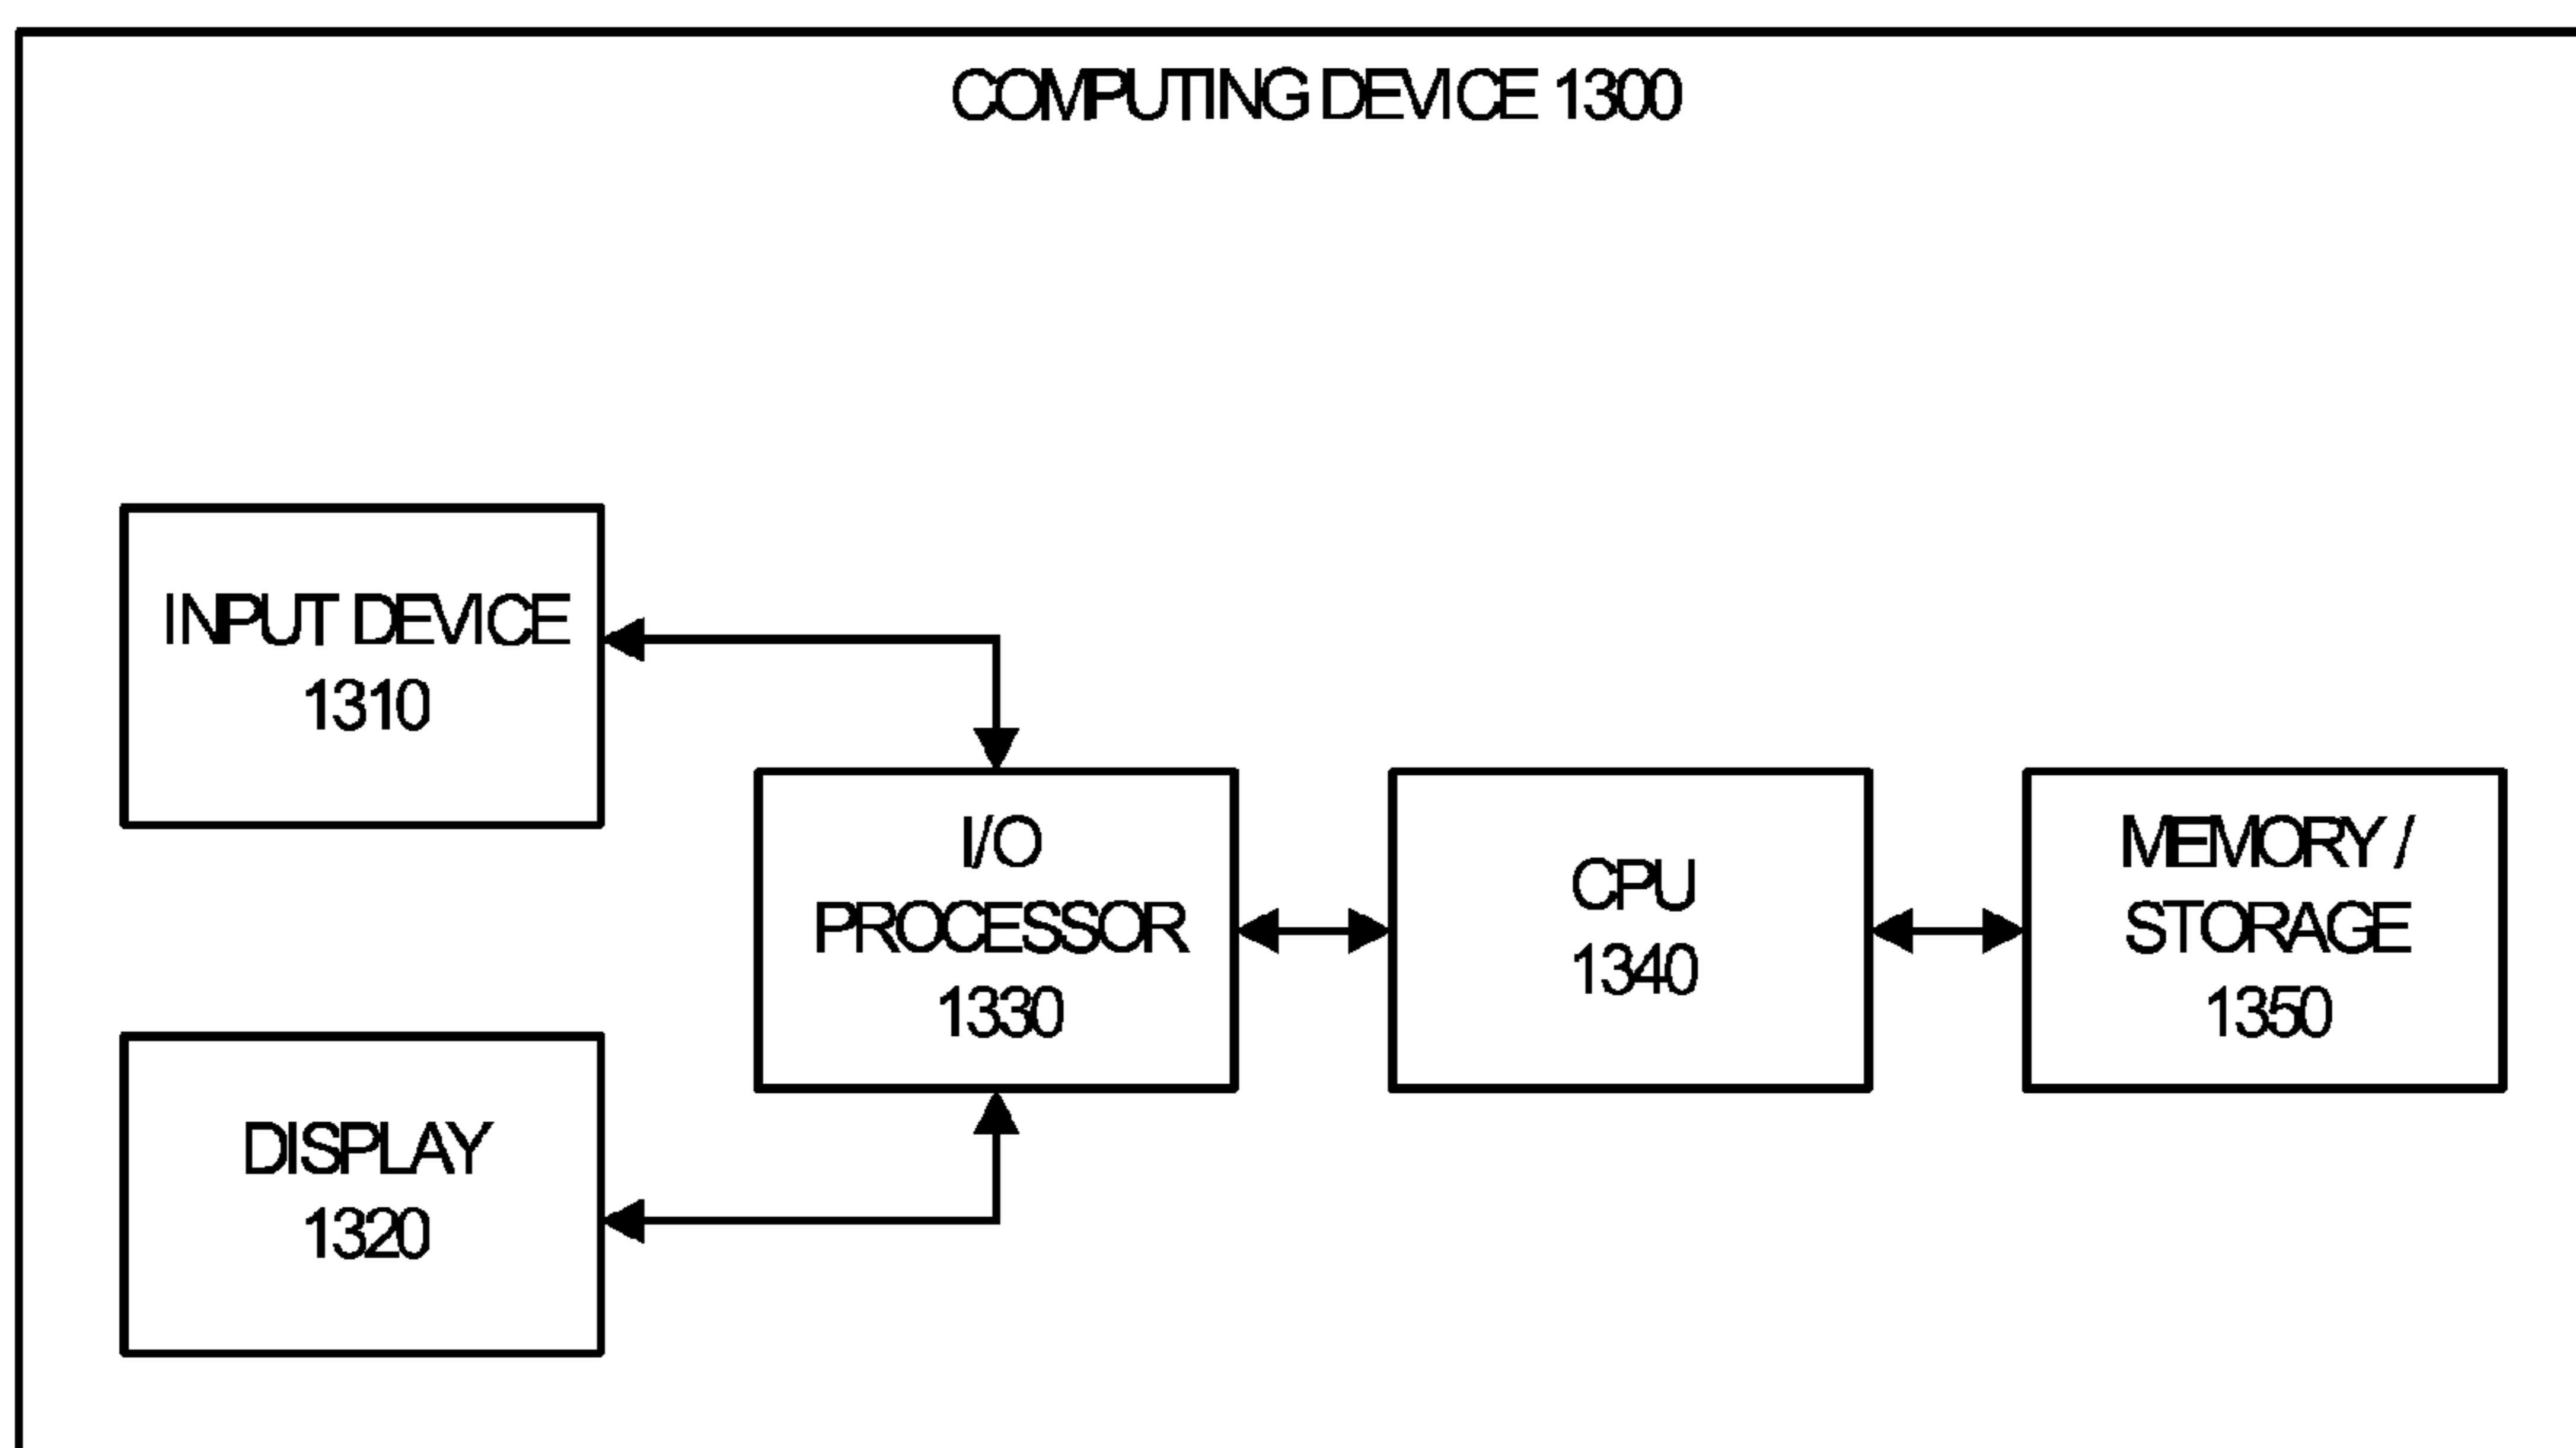 COMPUTING DEVICE 1300
INPUT DEVICE
1310
I/O
PROCESSOR
1330
CPU
1340
MEMORY /
STORAGE
1350
DISPLAY
1320